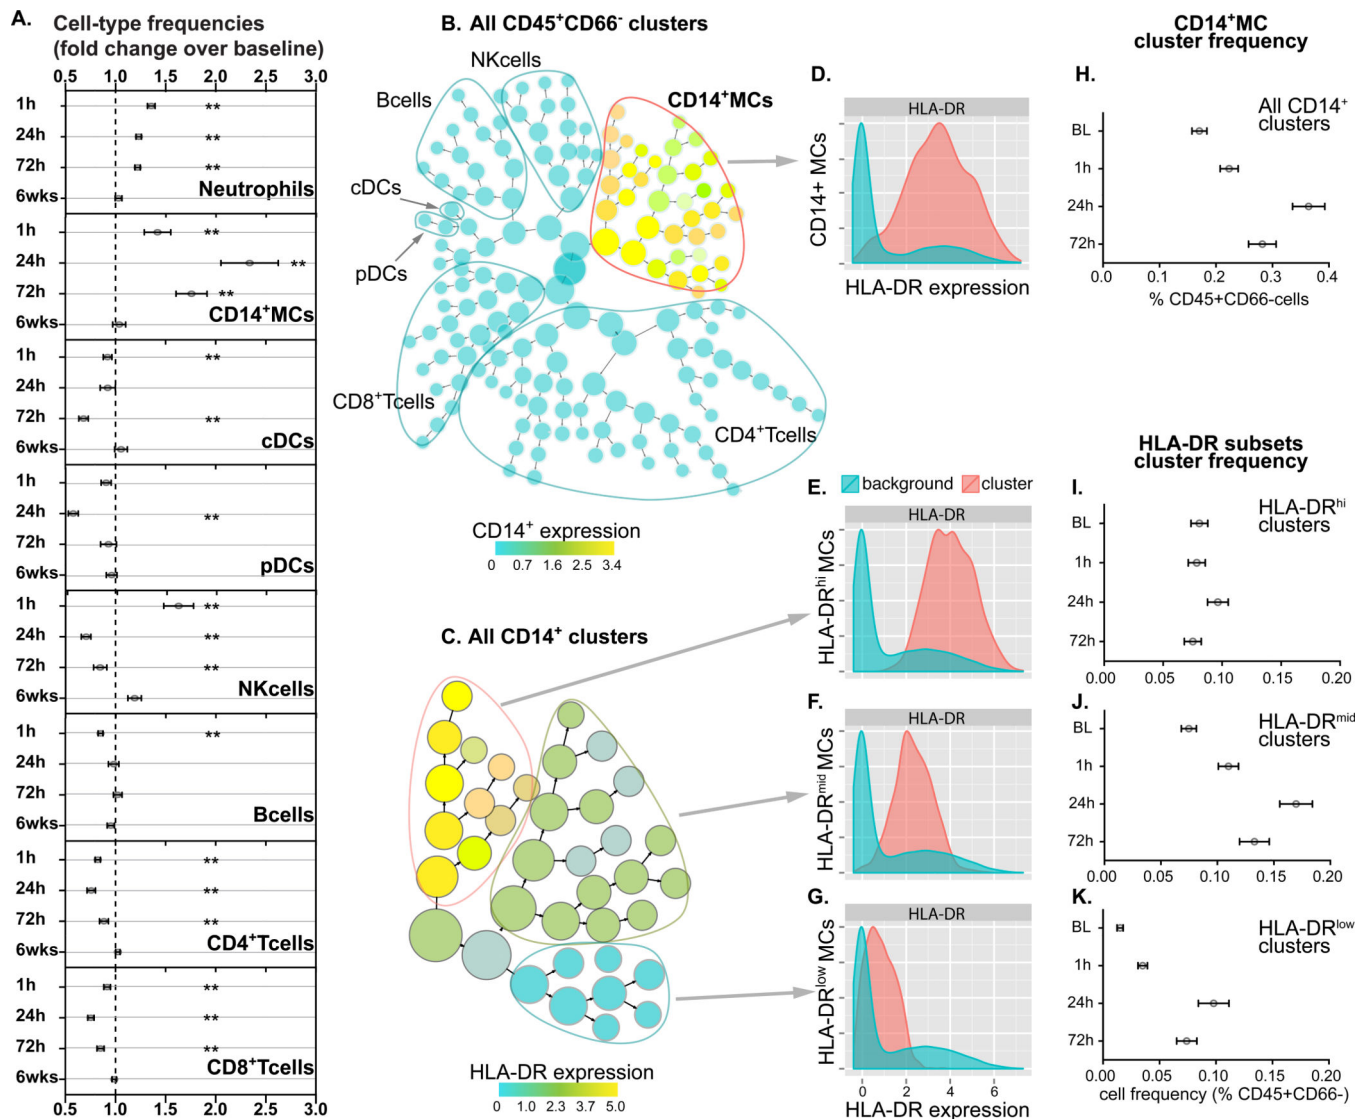 A. Cell-type frequencies
(fold change over baseline)
0.5 1.0 1.5 2.0 2.5 3.0
1h **
24h **
72h **
6wks Neutrophils
1h **
24h **
72h **
6wks CD14+MCs
1h **
24h
72h **
6wks cDCs
1h
24h **
72h pDCs
6wks
1h **
24h **
72h **
6wks NKcells
1h **
24h
72h
6wks Bcells
1h **
24h **
72h **
6wks CD4+Tcells
1h **
24h **
72h **
6wks CD8+Tcells
0.5 1.0 1.5 2.0 2.5 3.0
B. All CD45+CD66- clusters
NKcells
Bcells
CD14+MCs
cDCs
pDCs
CD8+Tcells
CD4+Tcells
CD14+ expression
0 0.7 1.6 2.5 3.4
C. All CD14+ clusters
HLA-DR expression
0 1.3 2.5 3.8 5.0
D.
HLA-DR
CD14+ MCs
HLA-DR expression
E. background cluster
HLA-DR
HLA-DRhi MCs
F.
HLA-DR
HLA-DRmid MCs
G.
HLA-DR
HLA-DRlow MCs
0 2 4 6
HLA-DR expression
CD14+MC
cluster frequency
H.
All CD14+
clusters
BL
1h
24h
72h
0.0 0.1 0.2 0.3 0.4
% CD45+CD66-cells
HLA-DR subsets
cluster frequency
I.
HLA-DRhi
clusters
BL
1h
24h
72h
0.00 0.05 0.10 0.15 0.20
J.
HLA-DRmid
clusters
BL
1h
24h
72h
0.00 0.05 0.10 0.15 0.20
K.
HLA-DRlow
clusters
BL
1h
24h
72h
0.00 0.05 0.10 0.15 0.20
cell frequency (% CD45+CD66-)